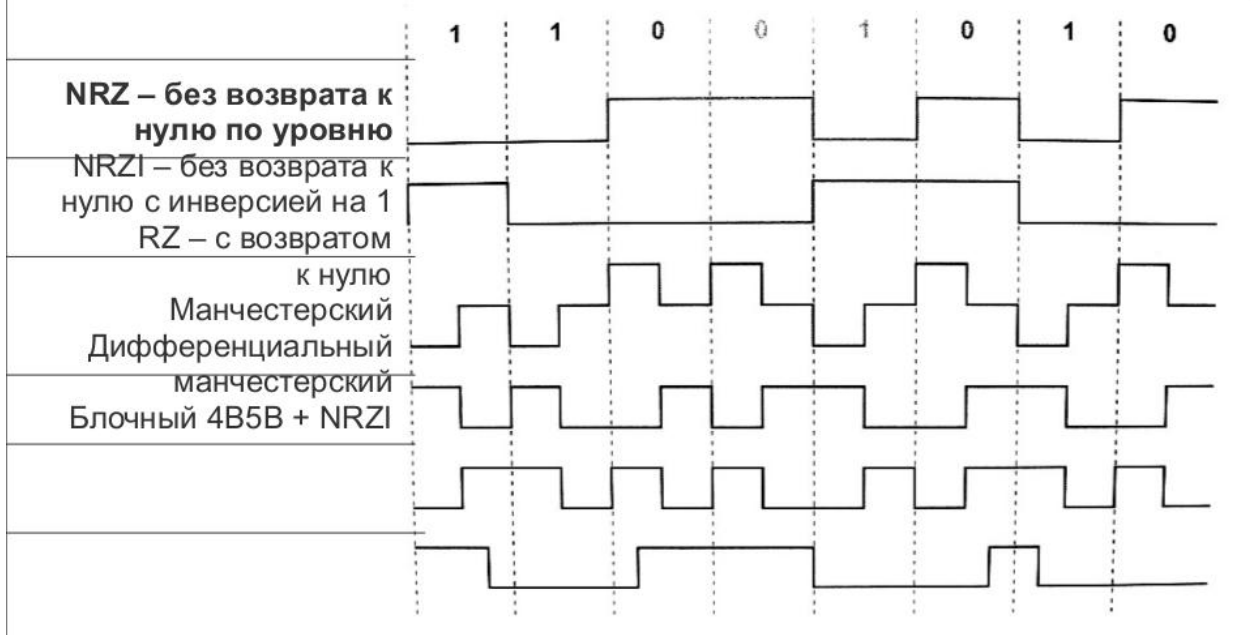 1 1 0 0 1 0 1 0
NRZ – без возврата к
нулю по уровню
NRZI – без возврата к
нулю с инверсией на 1
RZ – с возвратом
к нулю
Манчестерский
Дифференциальный
манчестерский
Блочный 4B5B + NRZI